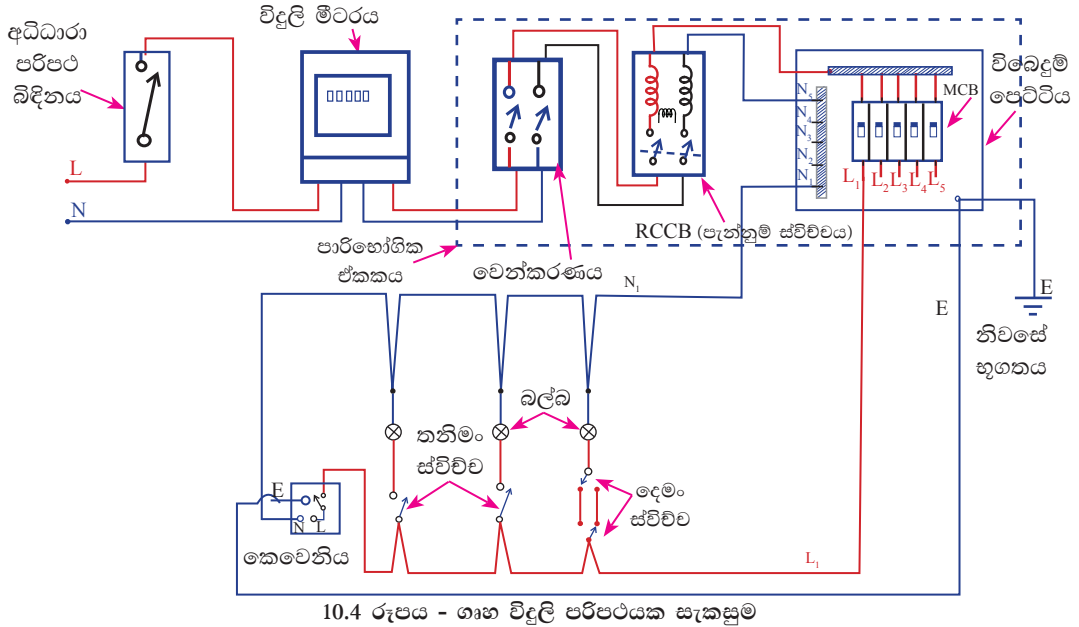 විදුලි මීටරය
අධිධාරා
පරිපථ
බිඳිනය
L
N
N₅
N₄
N₃
N₂
N₁
MCB
L₁ L₂ L₃ L₄ L₅
විබෙදුම්
පෙට්ටිය
RCCB (පැන්නුම් ස්විච්චය)
පාරිභෝගික
ඒකකය
වෙන්කරණය
N₁
E
E
නිවසේ
භූගතය
බල්බ
තනිමං
ස්විච්ච
දෙමං
ස්විච්ච
E
N L
කෙවෙනිය
L₁
10.4 රූපය - ගෘහ විදුලි පරිපථයක සැකසුම